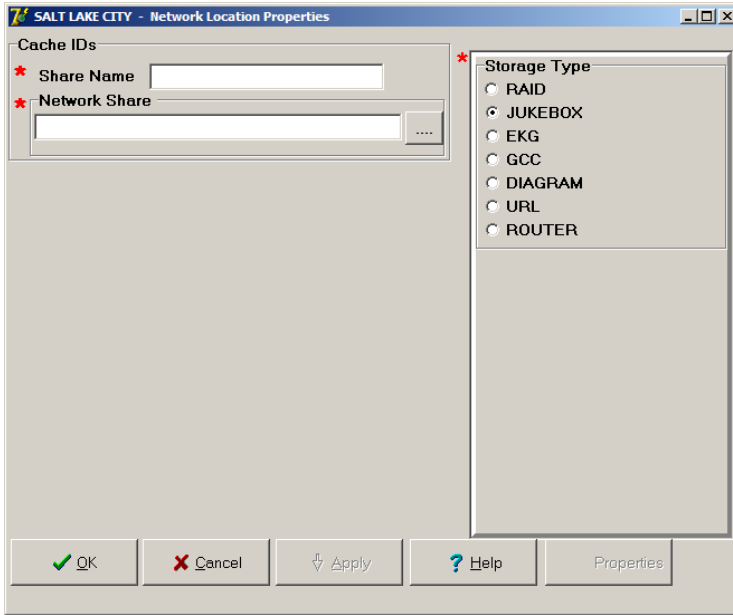 SALT LAKE CITY - Network Location Properties
Cache IDs
* Share Name
* Network Share
....
* Storage Type
RAID
JUKEBOX
EKG
GCC
DIAGRAM
URL
ROUTER
OK
Cancel
Apply
? Help
Properties